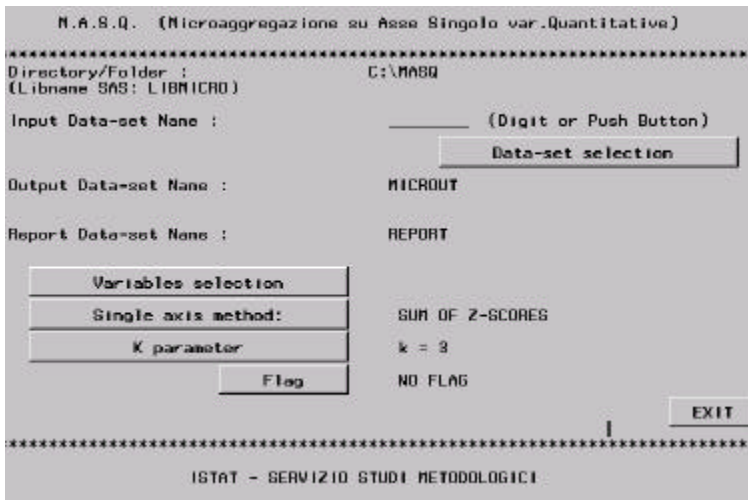 M.A.S.Q. (Microaggregazione su Asse Singolo var.Quantitative)
********************************************************************************
Directory/Folder : C:\MASQ
(Libname SAS: LIBMICRO)
Input Data-set Name : ________ (Digit or Push Button)
Data-set selection
Output Data-set Name : MICROUT
Report Data-set Name : REPORT
Variables selection
Single axis method: SUM OF Z-SCORES
K parameter k = 3
Flag NO FLAG
EXIT
********************************************************************************
ISTAT - SERVIZIO STUDI METODOLOGICI